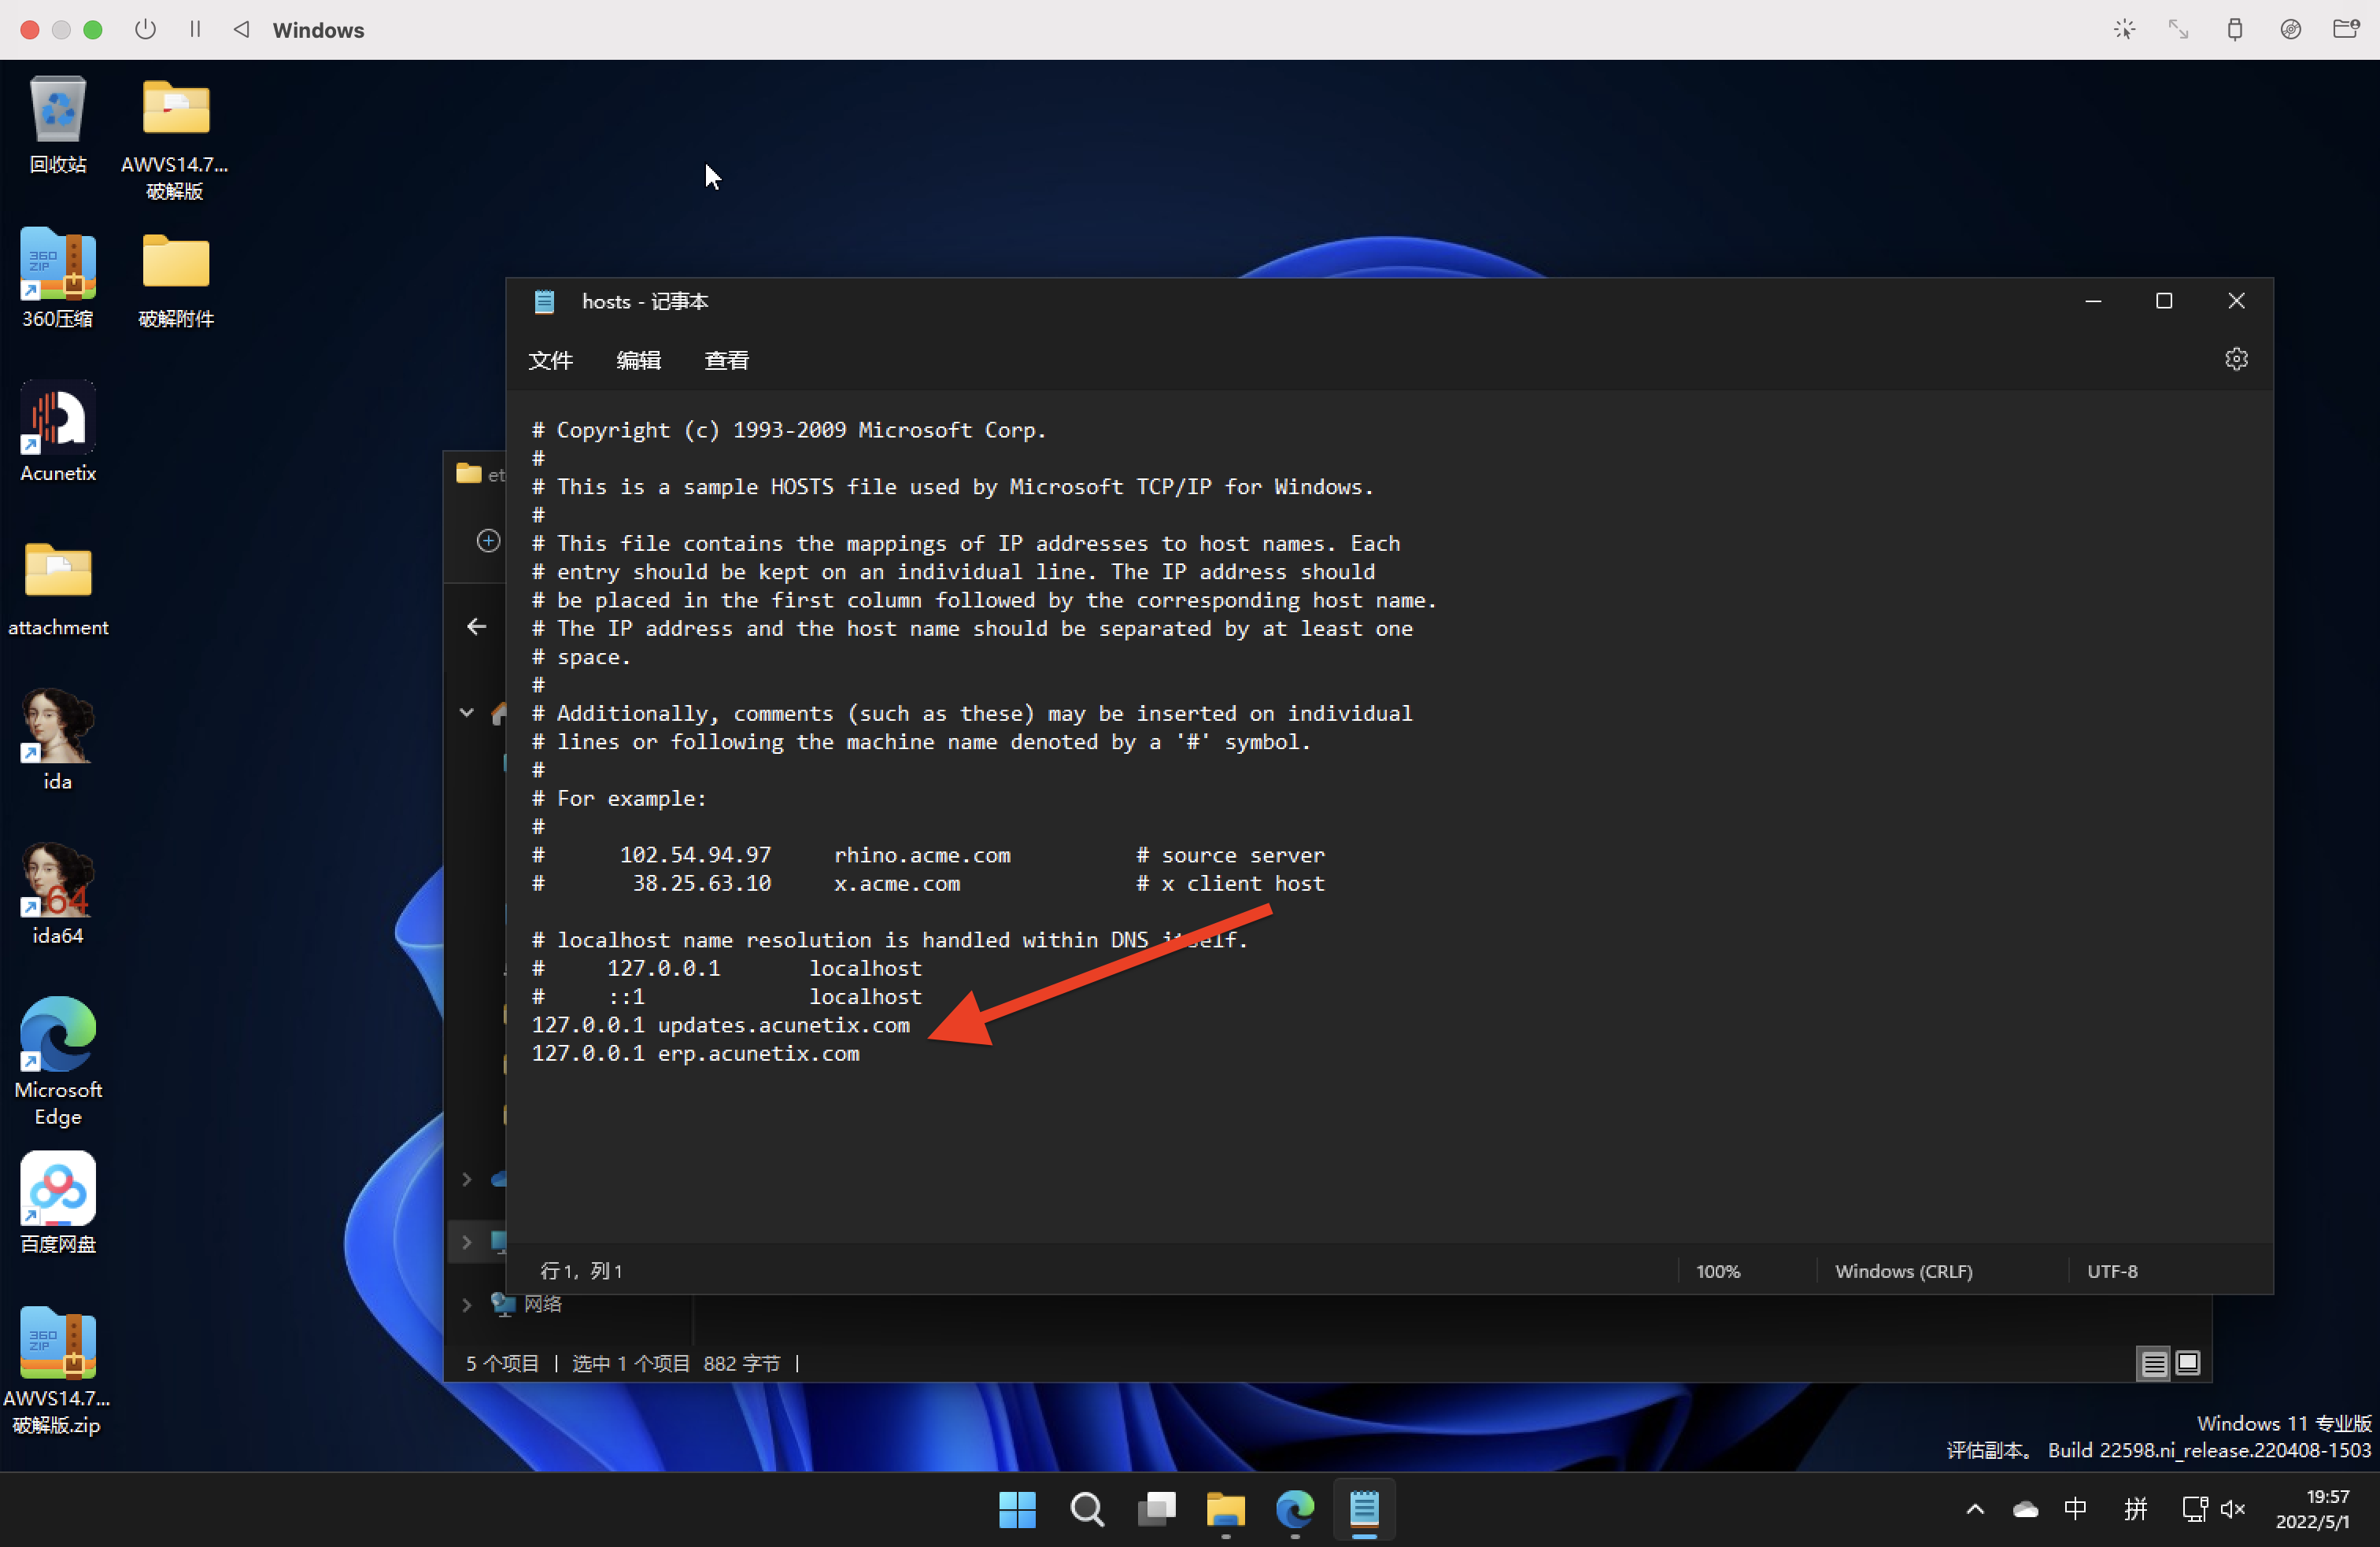 Windows
回收站
AWVS14.7...
破解版
360压缩
破解附件
Acunetix
attachment
ida
64
ida64
Microsoft
Edge
百度网盘
AWVS14.7...
破解版.zip
360
ZIP
360
ZIP
hosts - 记事本
文件 编辑 查看
# Copyright (c) 1993-2009 Microsoft Corp.
#
# This is a sample HOSTS file used by Microsoft TCP/IP for Windows.
#
# This file contains the mappings of IP addresses to host names. Each
# entry should be kept on an individual line. The IP address should
# be placed in the first column followed by the corresponding host name.
# The IP address and the host name should be separated by at least one
# space.
#
# Additionally, comments (such as these) may be inserted on individual
# lines or following the machine name denoted by a '#' symbol.
#
# For example:
#
#      102.54.94.97     rhino.acme.com          # source server
#       38.25.63.10     x.acme.com              # x client host
# localhost name resolution is handled within DNS itself.
#     127.0.0.1       localhost
#     ::1             localhost
127.0.0.1 updates.acunetix.com
127.0.0.1 erp.acunetix.com
行 1, 列 1 100% Windows (CRLF) UTF-8
网络
5 个项目 | 选中 1 个项目 882 字节 |
Windows 11 专业版
评估副本。 Build 22598.ni_release.220408-1503
中 拼
19:57
2022/5/1